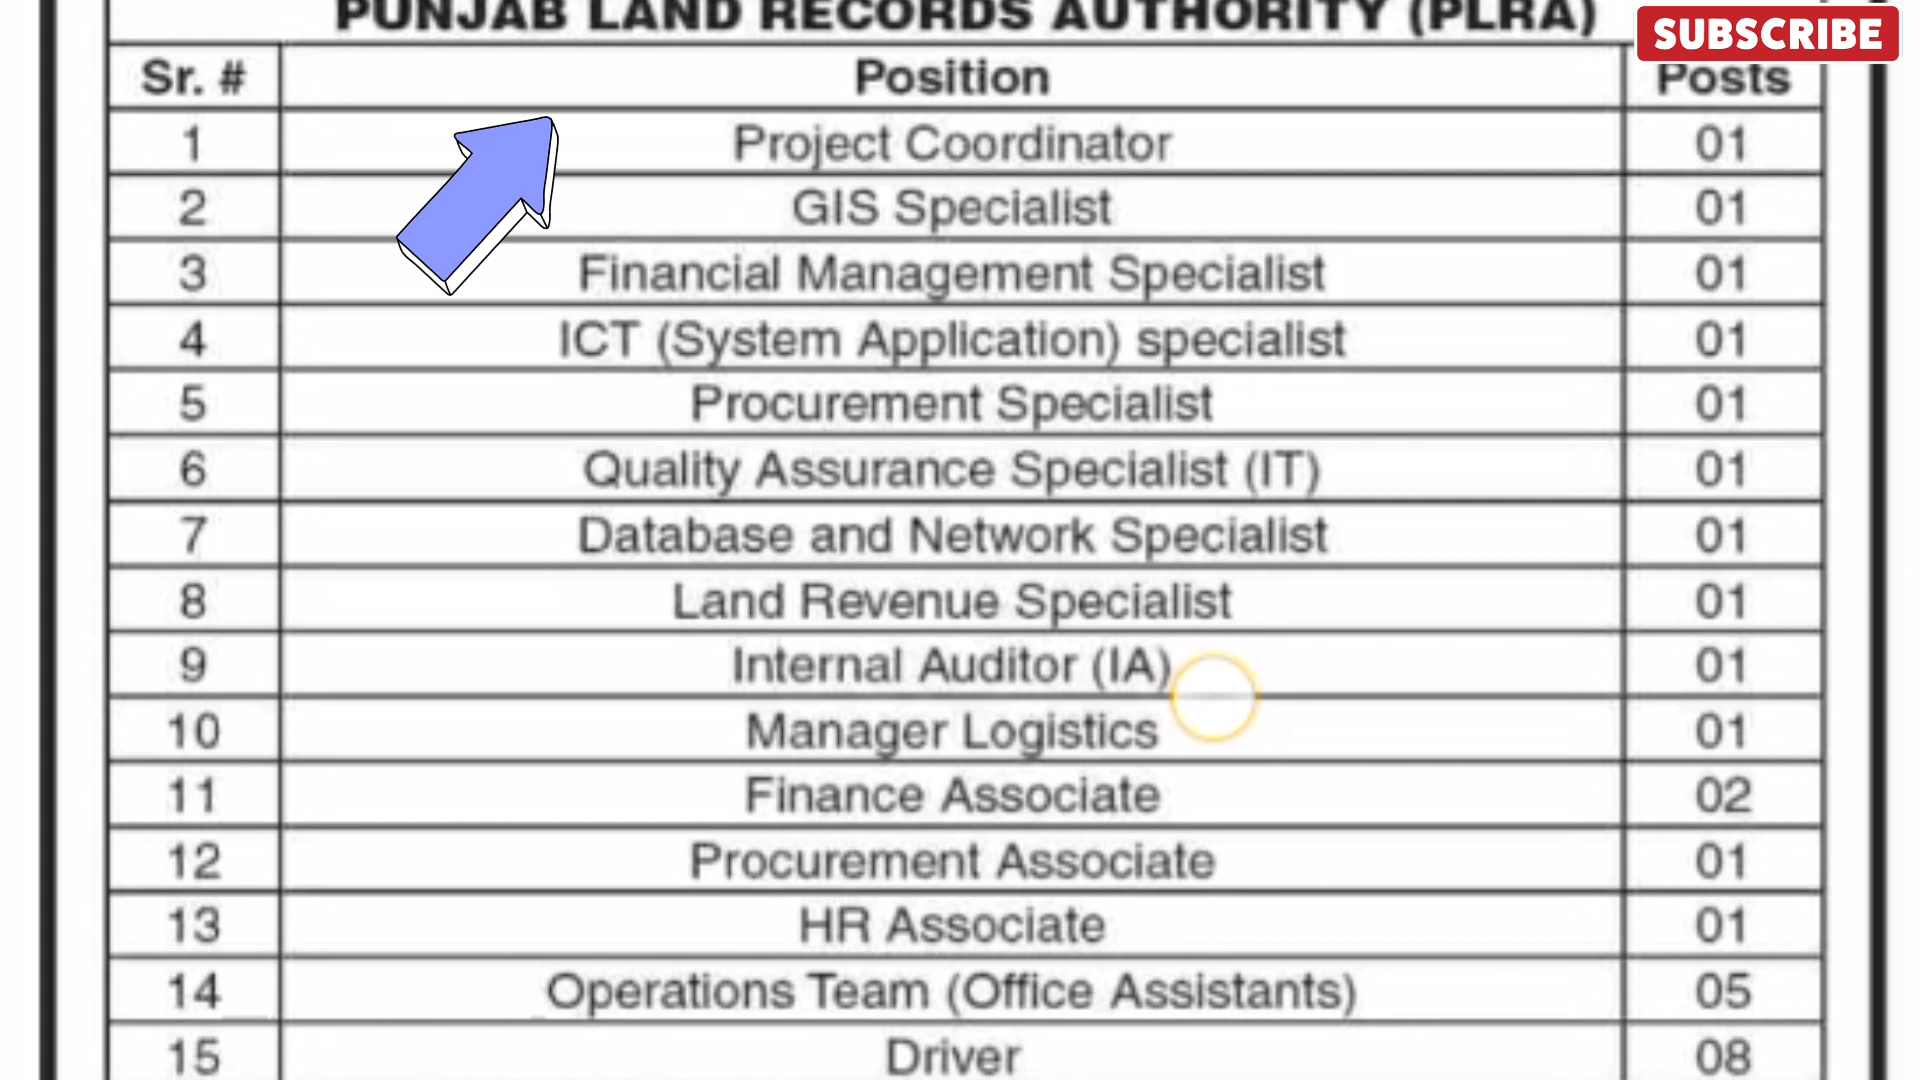 PUNJAB LAND RECORDS AUTHORITY (PLRA)
SUBSCRIBE
Sr. # Position Posts
1 Project Coordinator 01
2 GIS Specialist 01
3 Financial Management Specialist 01
4 ICT (System Application) specialist 01
5 Procurement Specialist 01
6 Quality Assurance Specialist (IT) 01
7 Database and Network Specialist 01
8 Land Revenue Specialist 01
9 Internal Auditor (IA) 01
10 Manager Logistics 01
11 Finance Associate 02
12 Procurement Associate 01
13 HR Associate 01
14 Operations Team (Office Assistants) 05
15 Driver 08